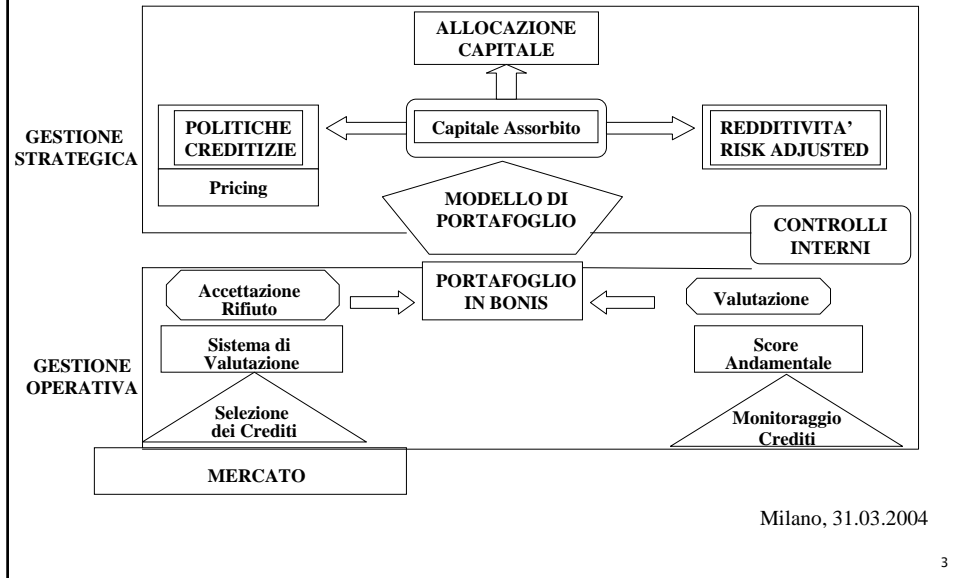 ALLOCAZIONE
CAPITALE
GESTIONE
STRATEGICA
POLITICHE
CREDITIZIE
Pricing
Capitale Assorbito
REDDITIVITA’
RISK ADJUSTED
MODELLO DI
PORTAFOGLIO
CONTROLLI
INTERNI
GESTIONE
OPERATIVA
Accettazione
Rifiuto
PORTAFOGLIO
IN BONIS
Valutazione
Sistema di
Valutazione
Score
Andamentale
Selezione
dei Crediti
Monitoraggio
Crediti
MERCATO
Milano, 31.03.2004
3